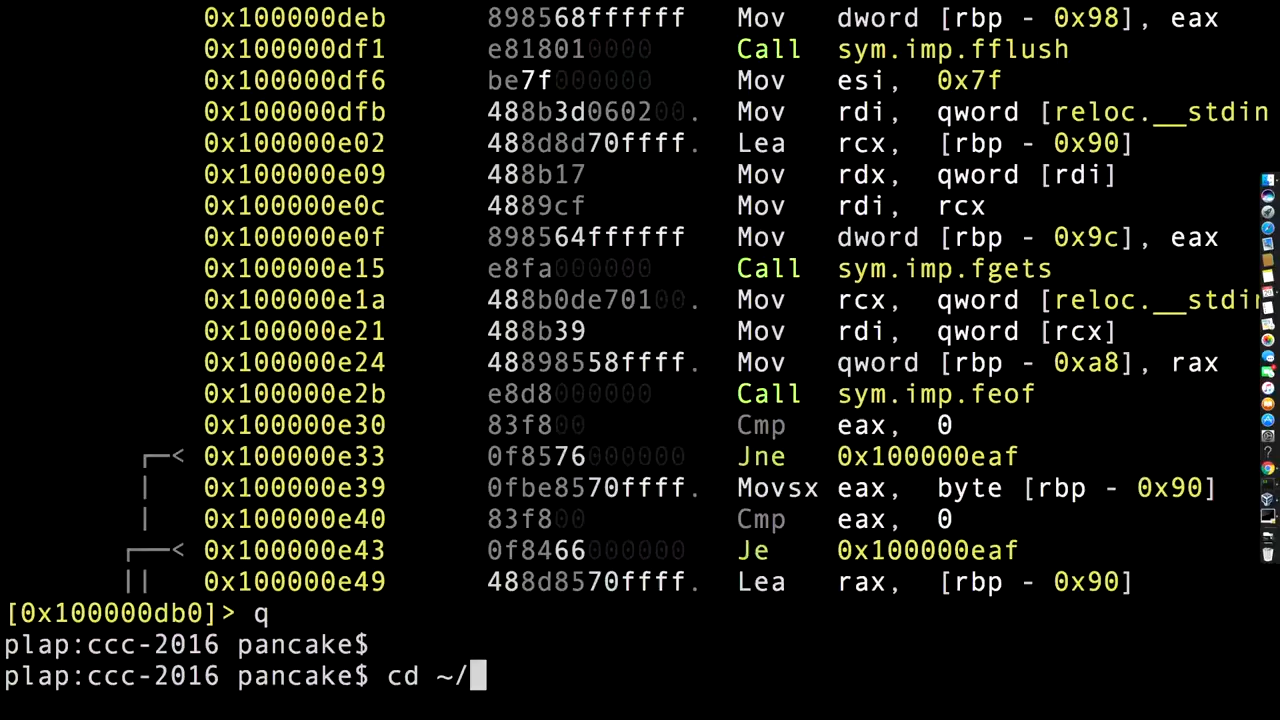 0x100000deb 898568ffffff Mov dword [rbp - 0x98], eax
0x100000df1 e818010000 Call sym.imp.fflush
0x100000df6 be7f000000 Mov esi, 0x7f
0x100000dfb 488b3d060200. Mov rdi, qword [reloc.__stdin
0x100000e02 488d8d70ffff. Lea rcx, [rbp - 0x90]
0x100000e09 488b17 Mov rdx, qword [rdi]
0x100000e0c 4889cf Mov rdi, rcx
0x100000e0f 898564ffffff Mov dword [rbp - 0x9c], eax
0x100000e15 e8fa000000 Call sym.imp.fgets
0x100000e1a 488b0de70100. Mov rcx, qword [reloc.__stdin
0x100000e21 488b39 Mov rdi, qword [rcx]
0x100000e24 48898558ffff. Mov qword [rbp - 0xa8], rax
0x100000e2b e8d8000000 Call sym.imp.feof
0x100000e30 83f800 Cmp eax, 0
0x100000e33 0f8576000000 Jne 0x100000eaf
0x100000e39 0fbe8570ffff. Movsx eax, byte [rbp - 0x90]
0x100000e40 83f800 Cmp eax, 0
0x100000e43 0f8466000000 Je 0x100000eaf
0x100000e49 488d8570ffff. Lea rax, [rbp - 0x90]
[0x100000db0]> q
plap:ccc-2016 pancake$
plap:ccc-2016 pancake$ cd ~/